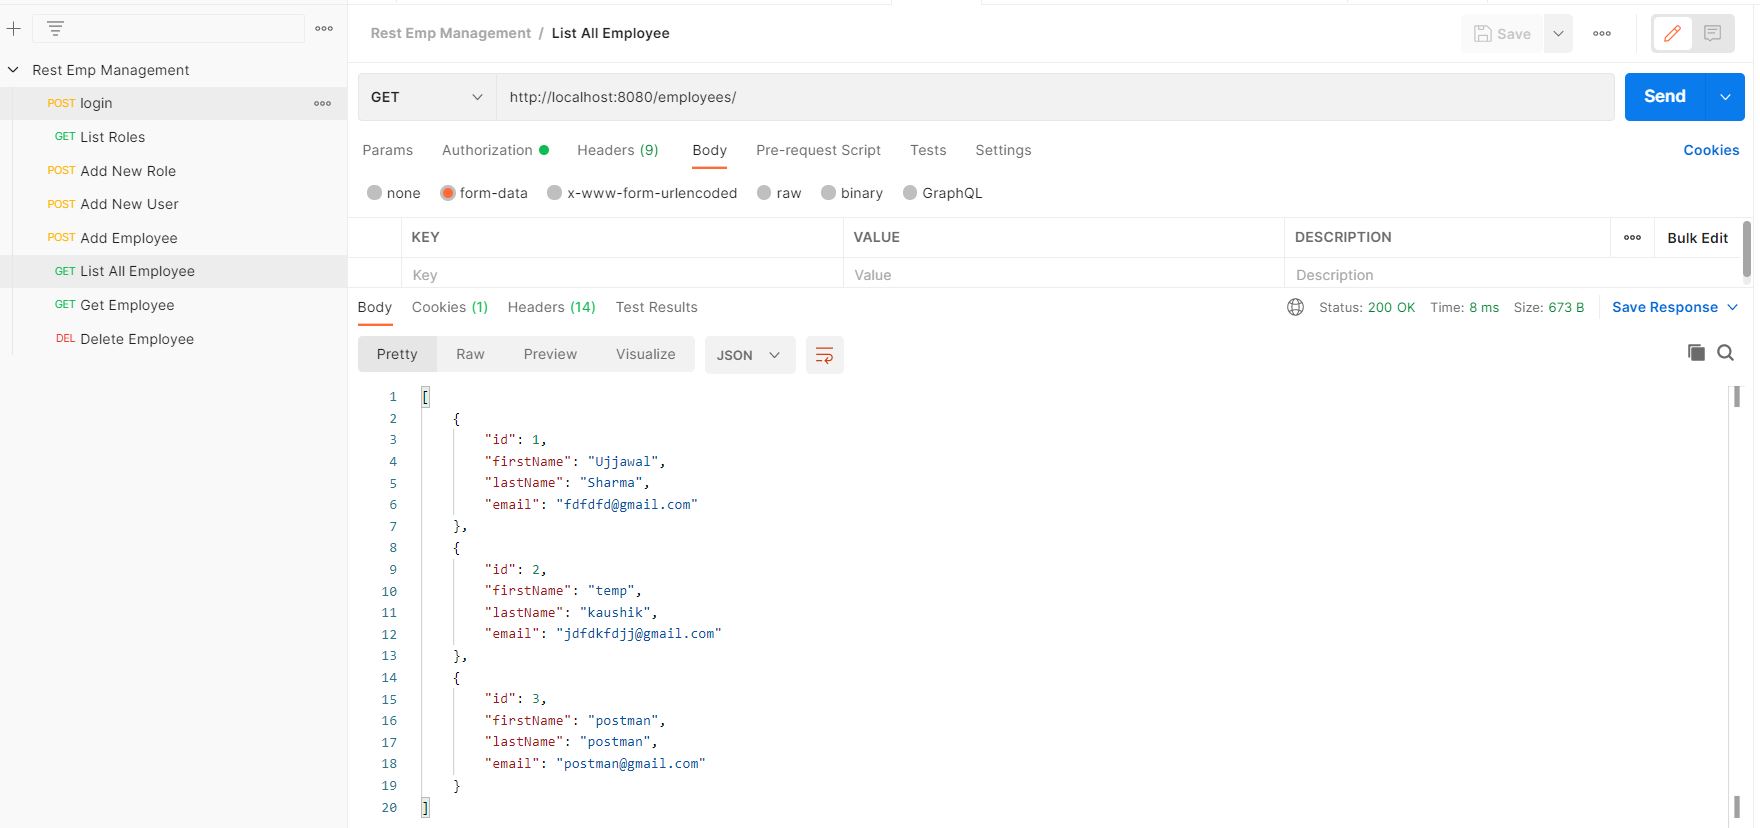 Rest Emp Management / List All Employee
Save
Rest Emp Management
POST login
GET List Roles
POST Add New Role
POST Add New User
POST Add Employee
GET List All Employee
GET Get Employee
DEL Delete Employee
GET http://localhost:8080/employees/ Send
Params Authorization Headers (9) Body Pre-request Script Tests Settings Cookies
none form-data x-www-form-urlencoded raw binary GraphQL
KEY VALUE DESCRIPTION Bulk Edit
Key Value Description
Body Cookies (1) Headers (14) Test Results Status: 200 OK Time: 8 ms Size: 673 B Save Response
Pretty Raw Preview Visualize JSON
1 [
2 {
3 "id": 1,
4 "firstName": "Ujjawal",
5 "lastName": "Sharma",
6 "email": "fdfdfd@gmail.com"
7 },
8 {
9 "id": 2,
10 "firstName": "temp",
11 "lastName": "kaushik",
12 "email": "jdfdkfdjj@gmail.com"
13 },
14 {
15 "id": 3,
16 "firstName": "postman",
17 "lastName": "postman",
18 "email": "postman@gmail.com"
19 }
20 ]